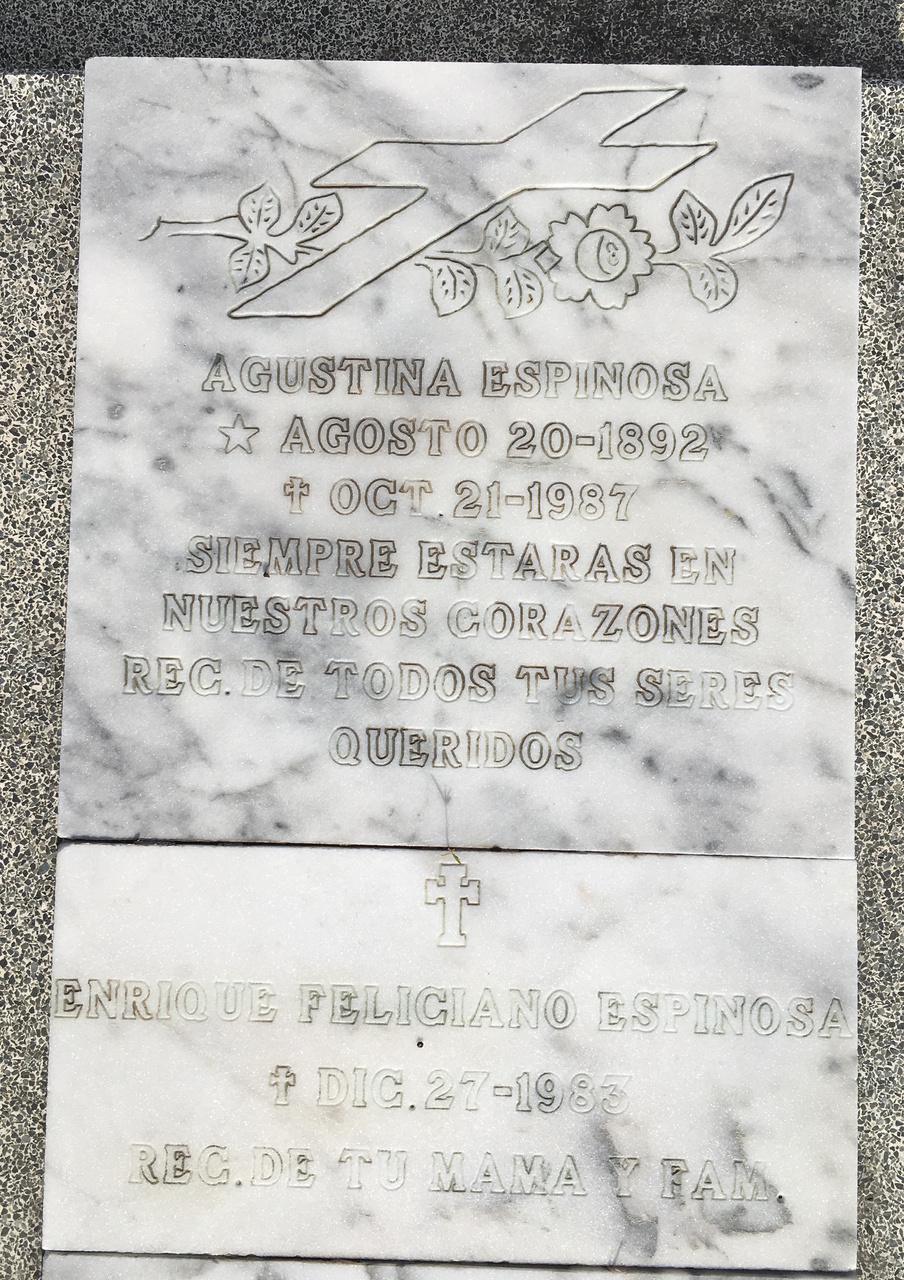 AGUSTINA ESPINOSA
☆ AGOSTO 20-1892
✝ OCT. 21-1987
SIEMPRE ESTARAS EN
NUESTROS CORAZONES
REC. DE TODOS TUS SERES
QUERIDOS
ENRIQUE FELICIANO ESPINOSA
✝ DIC. 27-1983
REC. DE TU MAMA Y FAM.